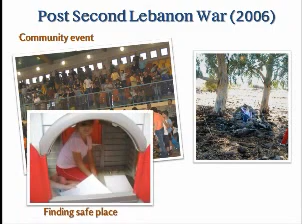 Post Second Lebanon War (2006)
Community event
Finding safe place